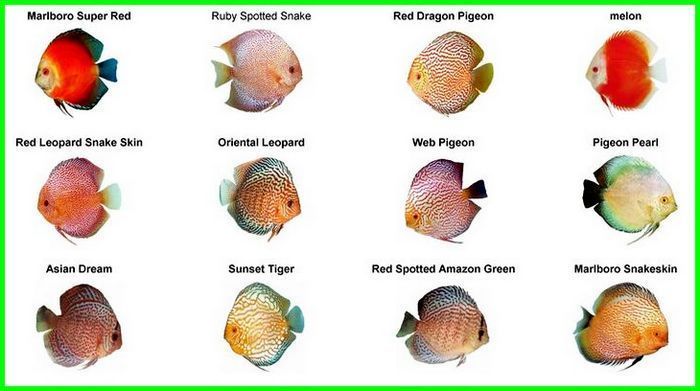 Marlboro Super Red
Ruby Spotted Snake
Red Dragon Pigeon
melon
Red Leopard Snake Skin
Oriental Leopard
Web Pigeon
Pigeon Pearl
Asian Dream
Sunset Tiger
Red Spotted Amazon Green
Marlboro Snakeskin